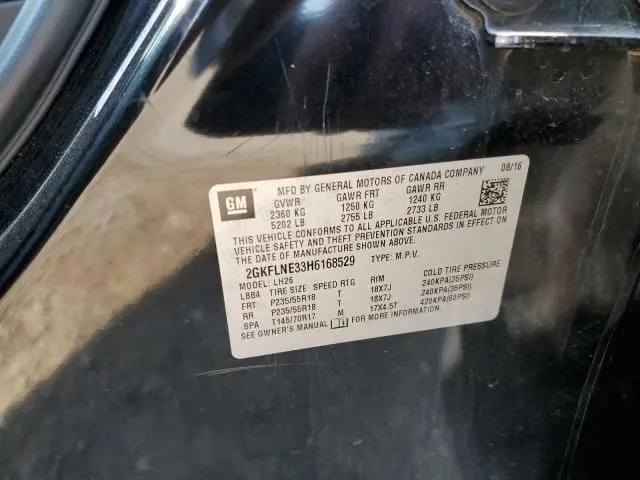 GM
MFD BY GENERAL MOTORS OF CANADA COMPANY 08/16
GVWR GAWR FRT GAWR RR
2360 KG 1250 KG 1240 KG
5202 LB 2755 LB 2733 LB
THIS VEHICLE CONFORMS TO ALL APPLICABLE U.S. FEDERAL MOTOR
VEHICLE SAFETY AND THEFT PREVENTION STANDARDS IN EFFECT ON
THE DATE OF MANUFACTURE SHOWN ABOVE.
2GKFLNE33H6168529 TYPE: M.P.V.
MODEL: LH26
LBB4 TIRE SIZE SPEED RTG RIM COLD TIRE PRESSURE
FRT P235/55R18 T 18X7J 240KPA(35PSI)
RR P235/55R18 T 18X7J 240KPA(35PSI)
SPA T145/70R17 M 17X4.5T 420KPA(60PSI)
SEE OWNER'S MANUAL FOR MORE INFORMATION.